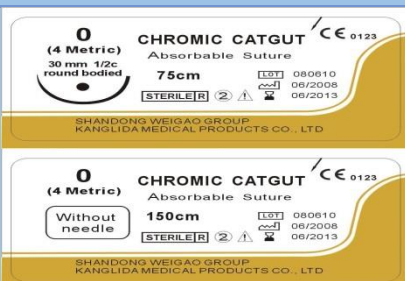 0
(4 Metric)
30 mm 1/2c
round bodied
CHROMIC CATGUT
CE 0123
Absorbable Suture
75cm
LOT 080610
06/2008
STERILE R 2 06/2013
SHANDONG WEIGAO GROUP
KANGLIDA MEDICAL PRODUCTS CO., LTD
0
(4 Metric)
Without
needle
CHROMIC CATGUT
CE 0123
Absorbable Suture
150cm
LOT 080610
06/2008
STERILE R 2 06/2013
SHANDONG WEIGAO GROUP
KANGLIDA MEDICAL PRODUCTS CO., LTD